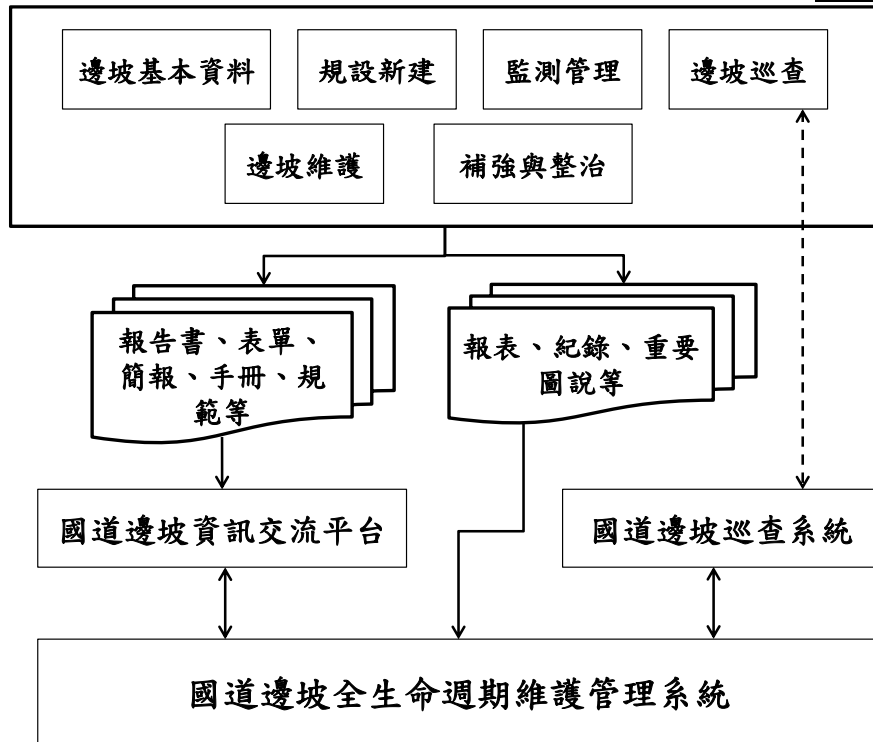 邊坡基本資料
規設新建
監測管理
邊坡巡查
邊坡維護
補強與整治
報告書、表單、
簡報、手冊、規
範等
報表、紀錄、重要
圖說等
國道邊坡資訊交流平台
國道邊坡巡查系統
國道邊坡全生命週期維護管理系統